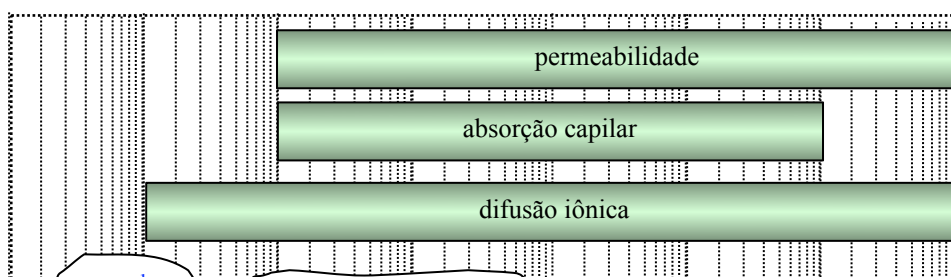 permeabilidade
absorção capilar
difusão iônica